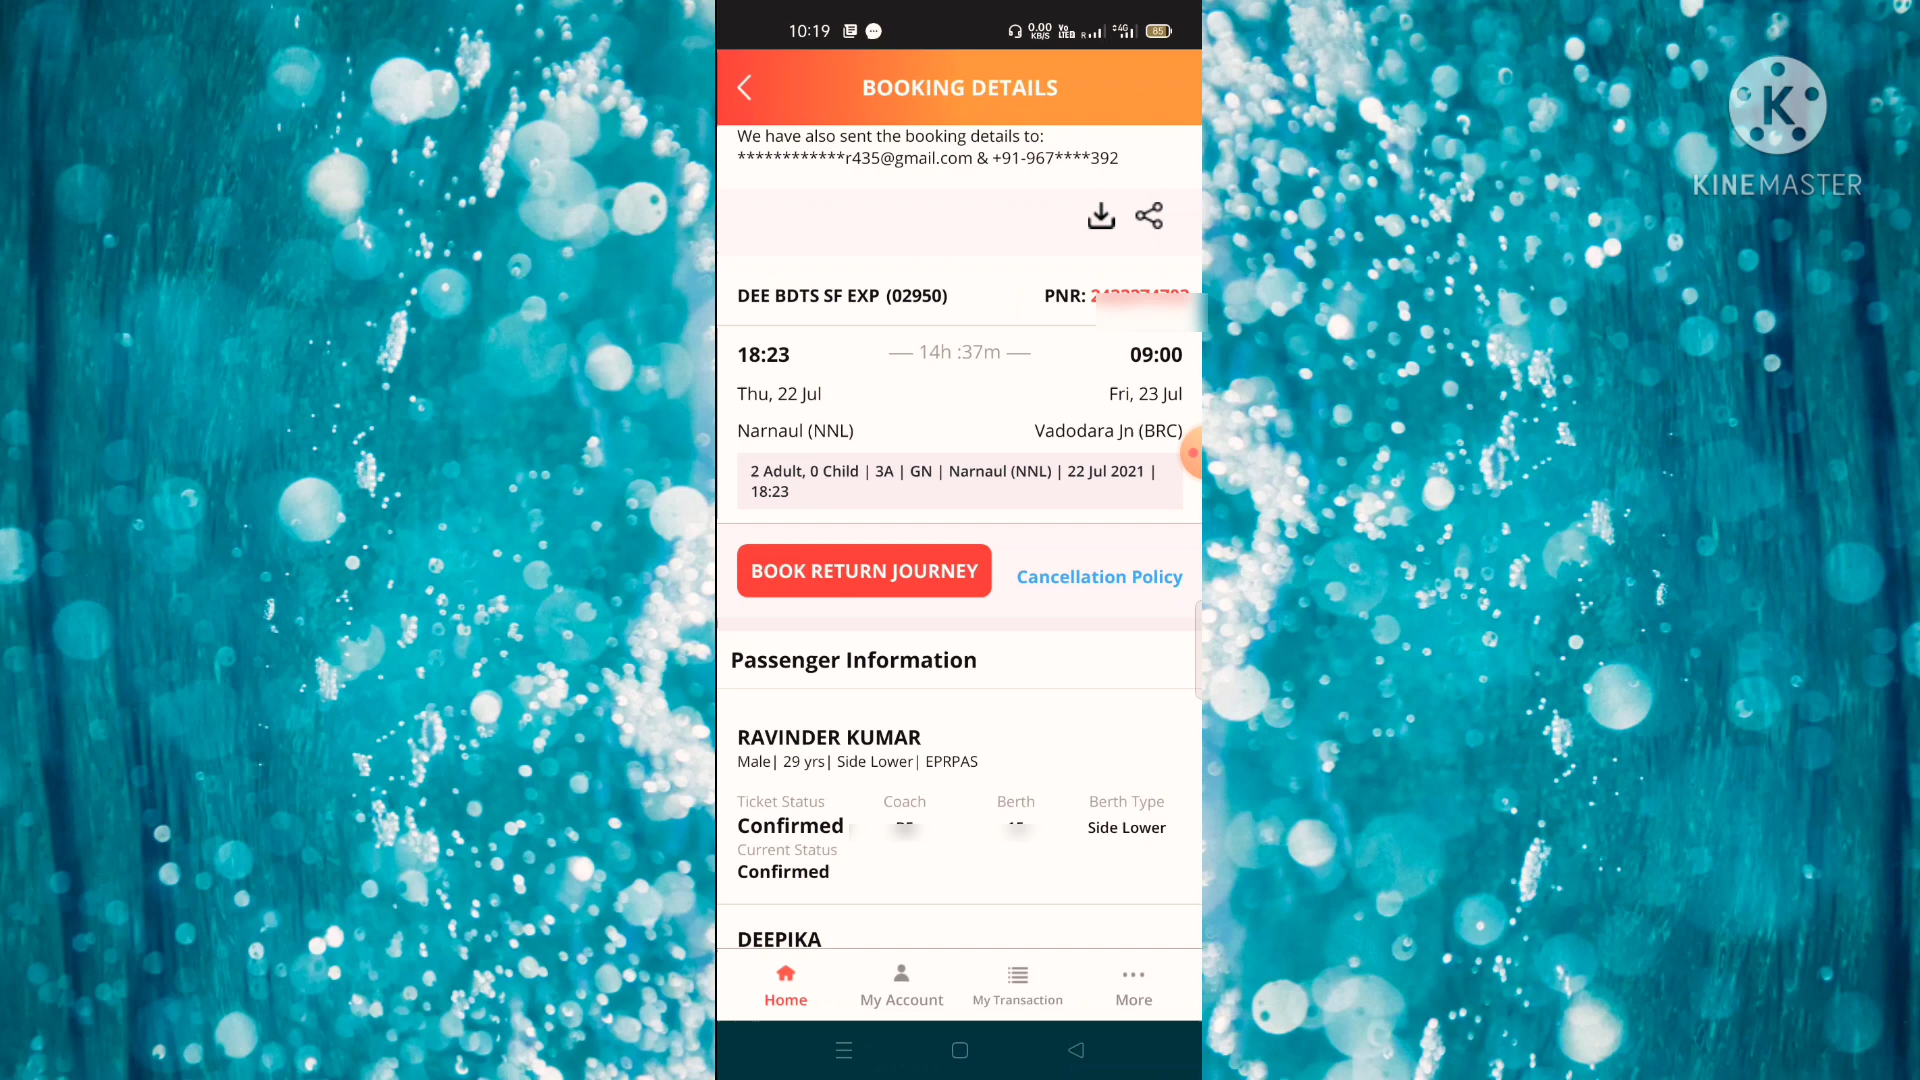 10:19
0.00 KB/S
Vo LTE
R
4G
85
BOOKING DETAILS
KINEMASTER
We have also sent the booking details to:
************r435@gmail.com & +91-967****392
DEE BDTS SF EXP (02950) PNR:
18:23 14h :37m 09:00
Thu, 22 Jul Fri, 23 Jul
Narnaul (NNL) Vadodara Jn (BRC)
2 Adult, 0 Child | 3A | GN | Narnaul (NNL) | 22 Jul 2021 |
18:23
BOOK RETURN JOURNEY Cancellation Policy
Passenger Information
RAVINDER KUMAR
Male| 29 yrs| Side Lower| EPRPAS
Ticket Status Coach Berth Berth Type
Confirmed Side Lower
Current Status
Confirmed
DEEPIKA
Home My Account My Transaction More